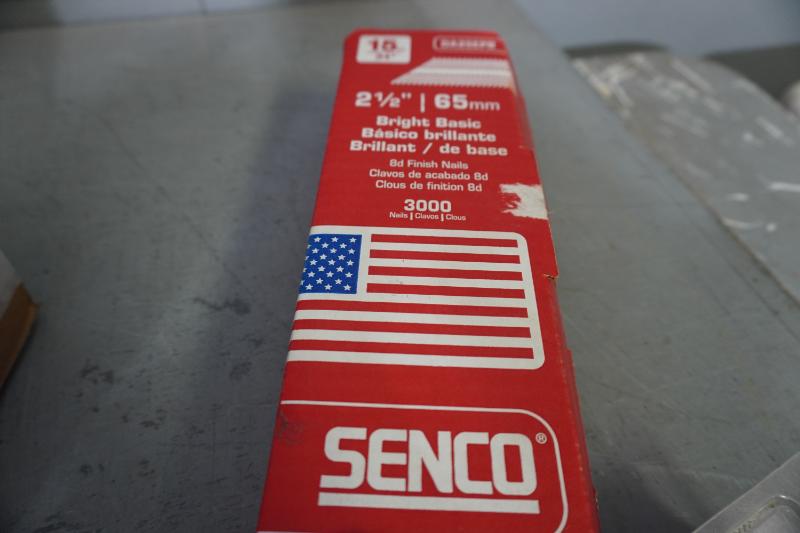 15
34°
2½" | 65mm
Bright Basic
Básico brillante
Brillant / de base
8d Finish Nails
Clavos de acabado 8d
Clous de finition 8d
3000
Nails | Clavos | Clous
SENCO®